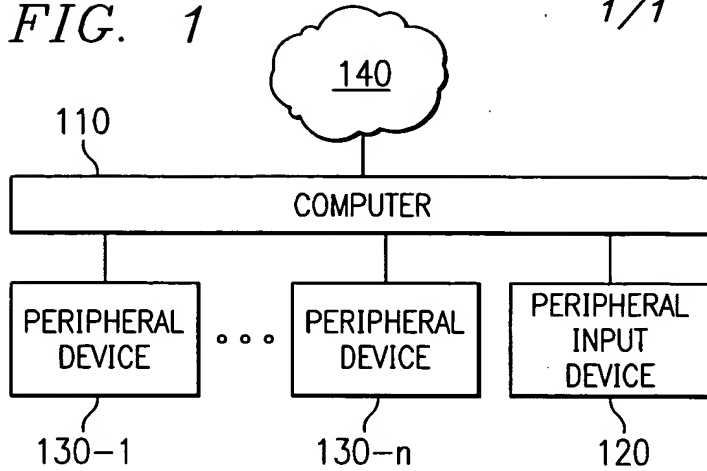 FIG. 1
1/1
140
110
COMPUTER
PERIPHERAL
DEVICE
PERIPHERAL
DEVICE
PERIPHERAL
INPUT
DEVICE
130-1
130-n
120